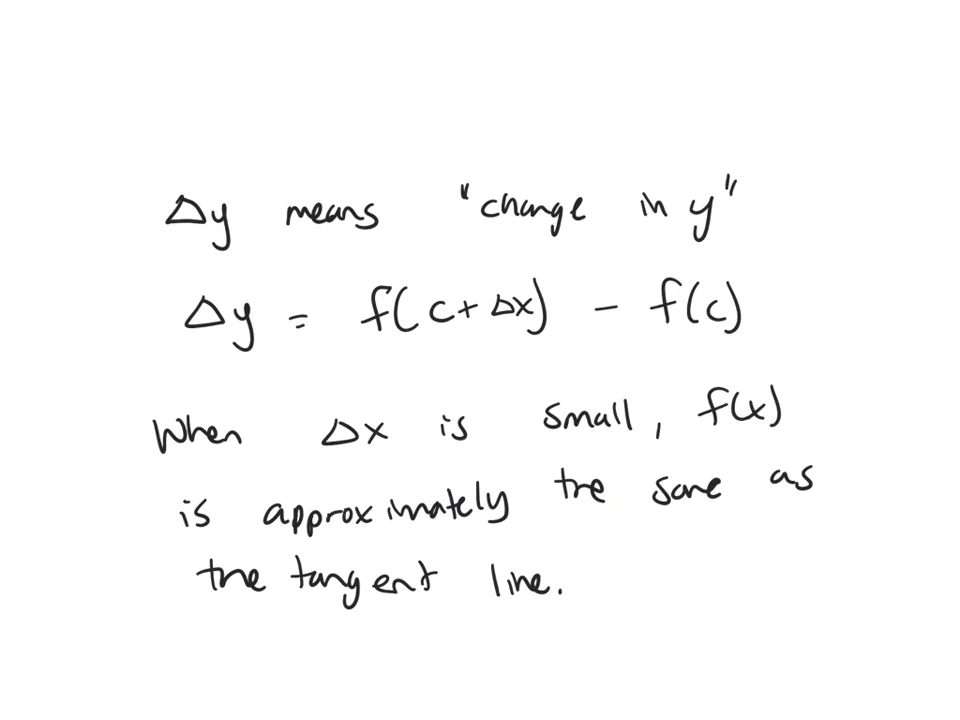 Δy means "change in y"
Δy = f(c+Δx) - f(c)
When Δx is small, f(x)
is approximately the same as
the tangent line.